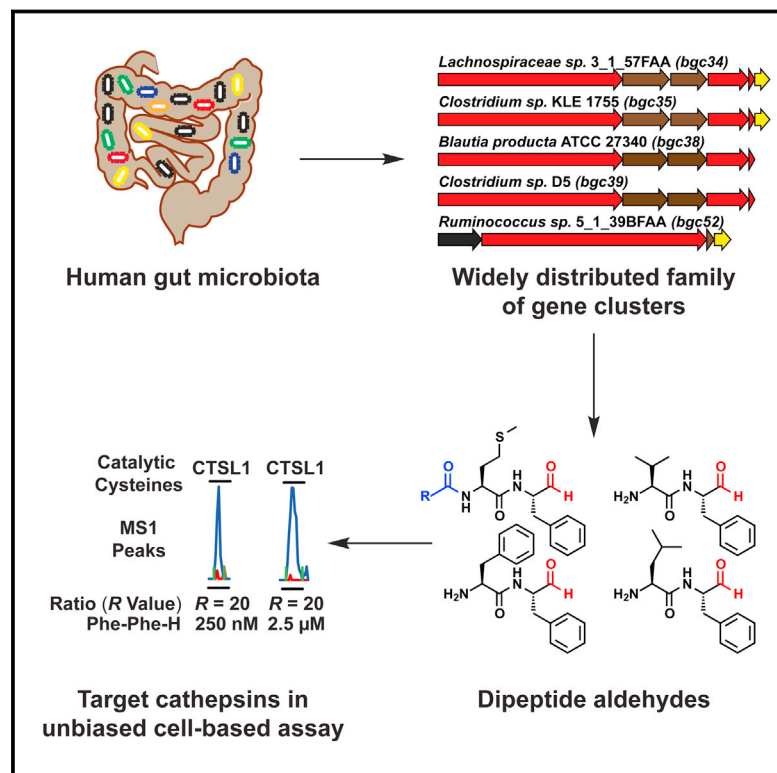 Lachnospiraceae sp. 3_1_57FAA (bgc34)
Clostridium sp. KLE 1755 (bgc35)
Blautia producta ATCC 27340 (bgc38)
Clostridium sp. D5 (bgc39)
Ruminococcus sp. 5_1_39BFAA (bgc52)
Human gut microbiota
Widely distributed family
of gene clusters
Catalytic
Cysteines
CTSL1 CTSL1
MS1
Peaks
Ratio (R Value) R = 20 R = 20
Phe-Phe-H 250 nM 2.5 µM
Target cathepsins in
unbiased cell-based assay
S
O
H
N
O
R
N
H
O
H
O
H
N
O
H2N
H
O
O
H
N
O
H2N
H
O
O
H
N
O
H2N
H
O
Dipeptide aldehydes